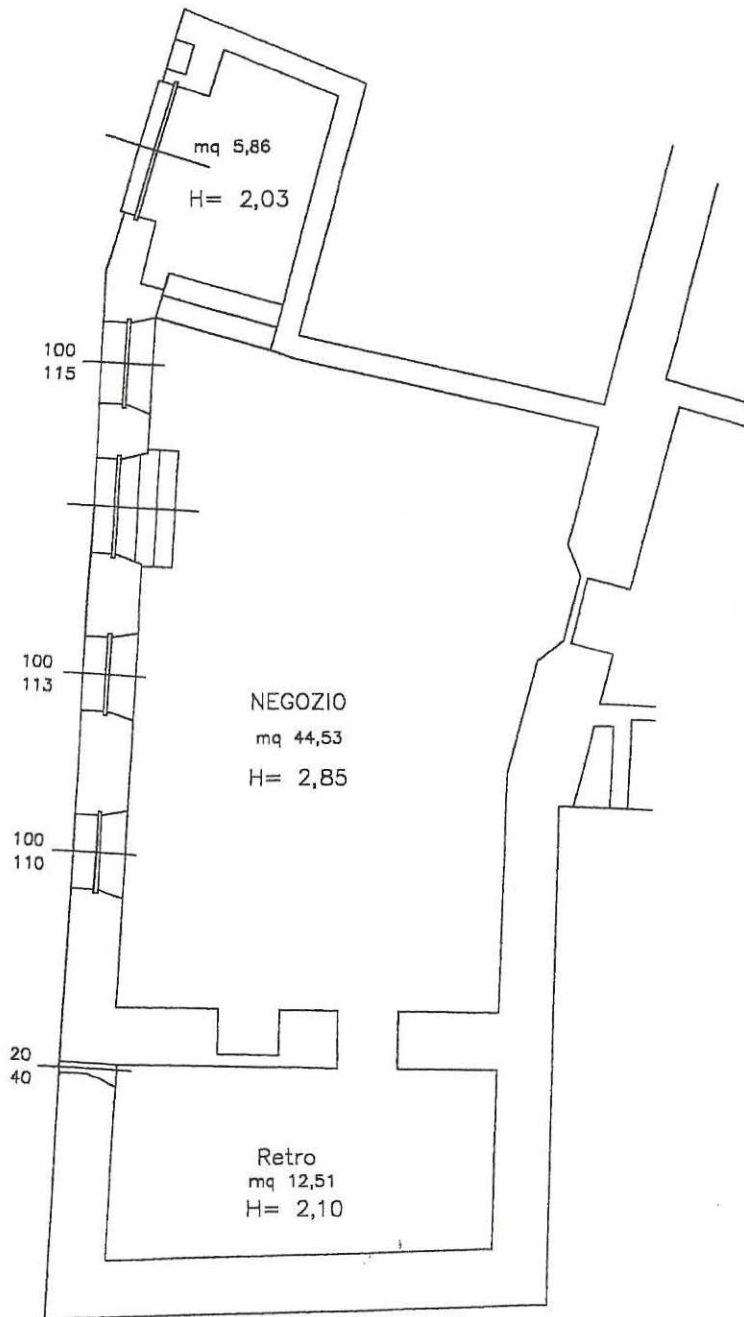 mq 5,86
H= 2,03
100
115
100
113
NEGOZIO
mq 44,53
H= 2,85
100
110
20
40
Retro
mq 12,51
H= 2,10